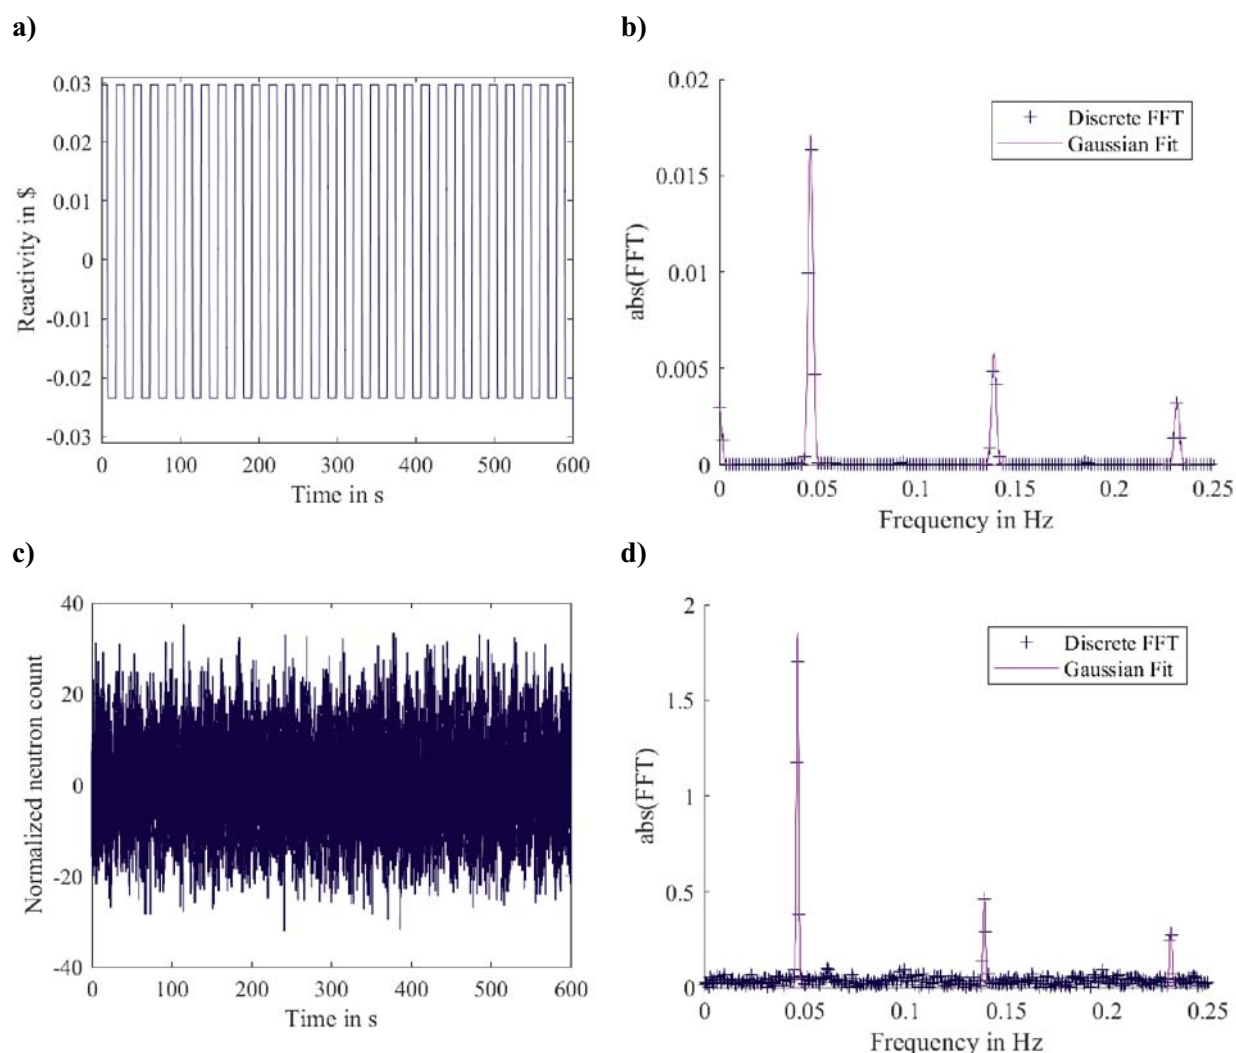 a)
0.03
0.02
0.01
0
-0.01
-0.02
-0.03
Reactivity in $
0 100 200 300 400 500 600
Time in s
b)
0.02
0.015
0.01
0.005
0
abs(FFT)
Discrete FFT
Gaussian Fit
0 0.05 0.1 0.15 0.2 0.25
Frequency in Hz
c)
40
20
0
-20
-40
Normalized neutron count
0 100 200 300 400 500 600
Time in s
d)
2
1.5
1
0.5
0
abs(FFT)
Discrete FFT
Gaussian Fit
0 0.05 0.1 0.15 0.2 0.25
Frequency in Hz